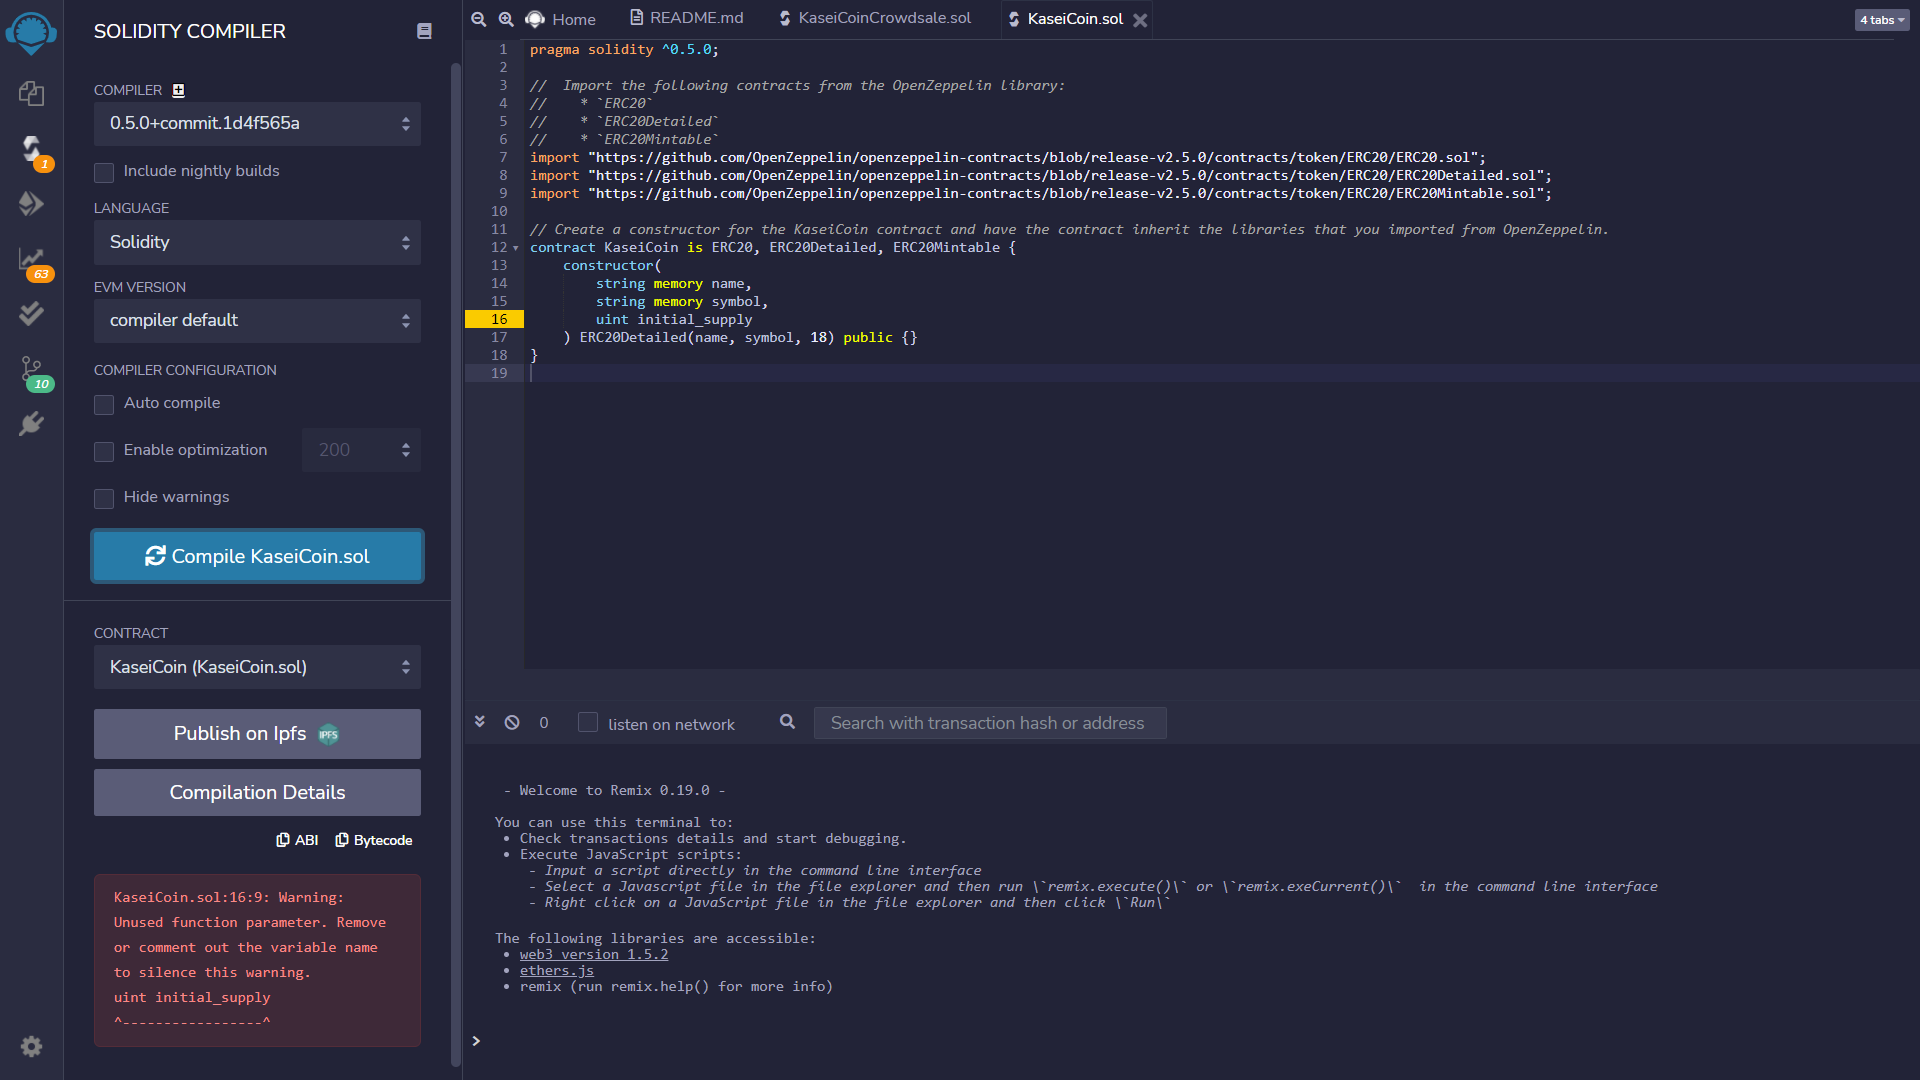 SOLIDITY COMPILER
COMPILER
0.5.0+commit.1d4f565a
Include nightly builds
LANGUAGE
Solidity
EVM VERSION
compiler default
COMPILER CONFIGURATION
Auto compile
Enable optimization 200
Hide warnings
Compile KaseiCoin.sol
CONTRACT
KaseiCoin (KaseiCoin.sol)
Publish on Ipfs IPFS
Compilation Details
ABI Bytecode
KaseiCoin.sol:16:9: Warning:
Unused function parameter. Remove
or comment out the variable name
to silence this warning.
uint initial_supply
^-----------------^
1
63
10
Home README.md KaseiCoinCrowdsale.sol KaseiCoin.sol 4 tabs
1 pragma solidity ^0.5.0;
2
3 //  Import the following contracts from the OpenZeppelin library:
4 //    * `ERC20`
5 //    * `ERC20Detailed`
6 //    * `ERC20Mintable`
7 import "https://github.com/OpenZeppelin/openzeppelin-contracts/blob/release-v2.5.0/contracts/token/ERC20/ERC20.sol";
8 import "https://github.com/OpenZeppelin/openzeppelin-contracts/blob/release-v2.5.0/contracts/token/ERC20/ERC20Detailed.sol";
9 import "https://github.com/OpenZeppelin/openzeppelin-contracts/blob/release-v2.5.0/contracts/token/ERC20/ERC20Mintable.sol";
10
11 // Create a constructor for the KaseiCoin contract and have the contract inherit the libraries that you imported from OpenZeppelin.
12 contract KaseiCoin is ERC20, ERC20Detailed, ERC20Mintable {
13     constructor(
14         string memory name,
15         string memory symbol,
16         uint initial_supply
17     ) ERC20Detailed(name, symbol, 18) public {}
18 }
19
0 listen on network Search with transaction hash or address
- Welcome to Remix 0.19.0 -
You can use this terminal to:
• Check transactions details and start debugging.
• Execute JavaScript scripts:
- Input a script directly in the command line interface
- Select a Javascript file in the file explorer and then run \`remix.execute()\` or \`remix.exeCurrent()\`  in the command line interface
- Right click on a JavaScript file in the file explorer and then click \`Run\`
The following libraries are accessible:
• web3 version 1.5.2
• ethers.js
• remix (run remix.help() for more info)
>